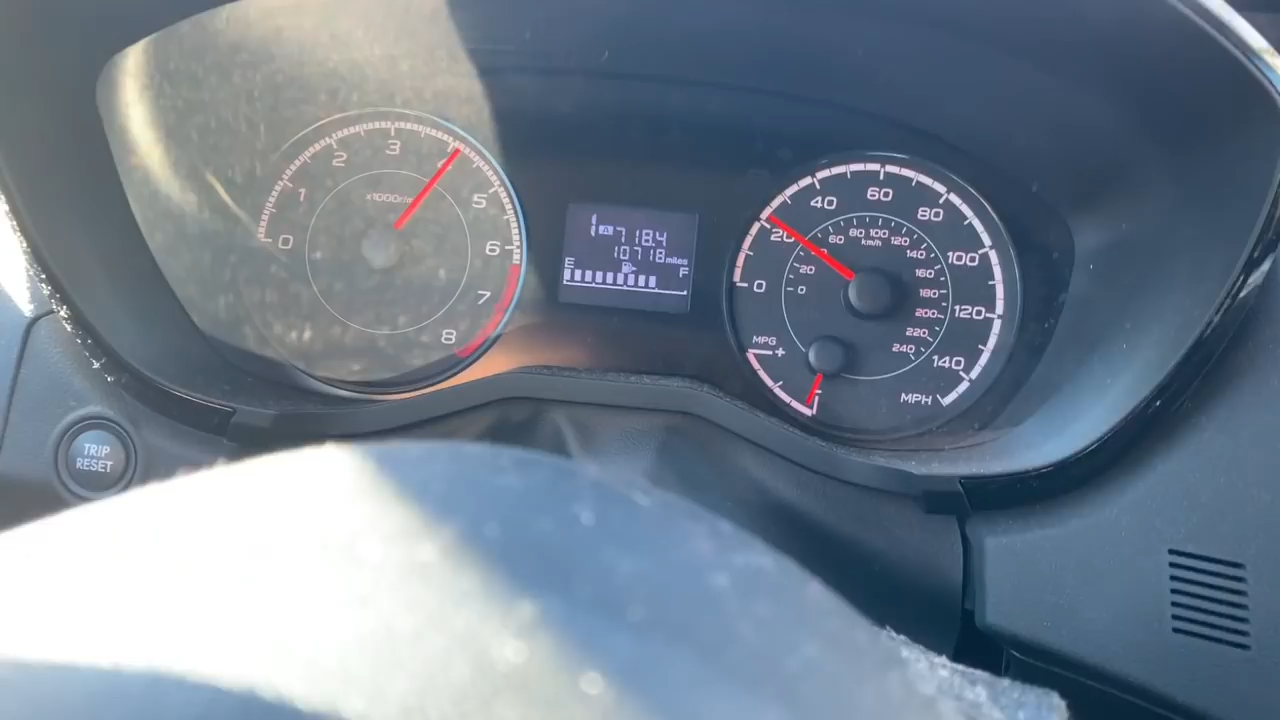 0 1 2 3 4 5 6 7 8
x1000r/min
1
A 718.4
10718 miles
E F
0 20 40 60 80 100 120 140
MPH
0 20 60 80 100 120 140 160 180 200 220 240
km/h
MPG
+
-
TRIP
RESET